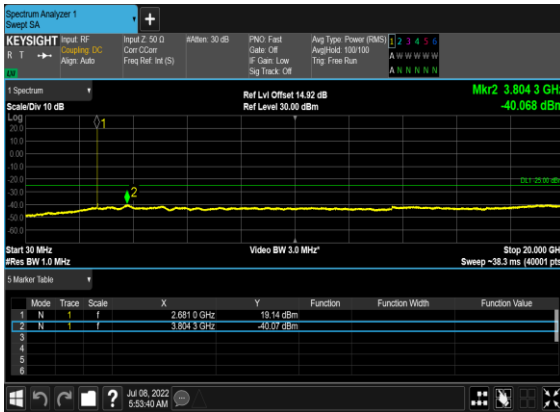 Spectrum Analyzer 1
Swept SA
+
KEYSIGHT
R T
Input: RF
Coupling: DC
Align: Auto
Input Z: 50 Ω
Corr CCorr
Freq Ref: Int (S)
#Atten: 30 dB
PNO: Fast
Gate: Off
IF Gain: Low
Sig Track: Off
Avg Type: Power (RMS)
Avg|Hold: 100/100
Trig: Free Run
1 2 3 4 5 6
A W W W W W
A N N N N N
1 Spectrum
Scale/Div 10 dB
Ref Lvl Offset 14.92 dB
Ref Level 30.00 dBm
Mkr2 3.804 3 GHz
-40.068 dBm
Log
20.0
10.0
0.00
-10.0
-20.0
-30.0
-40.0
-50.0
-60.0
1
2
DL1 -25.00 dBm
Start 30 MHz
Video BW 3.0 MHz*
Stop 20.000 GHz
#Res BW 1.0 MHz
Sweep ~38.3 ms (40001 pts)
5 Marker Table
Mode Trace Scale X Y Function Function Width Function Value
1 N 1 f 2.681 0 GHz 19.14 dBm
2 N 1 f 3.804 3 GHz -40.07 dBm
3
4
5
6
?
Jul 08, 2022
5:53:40 AM